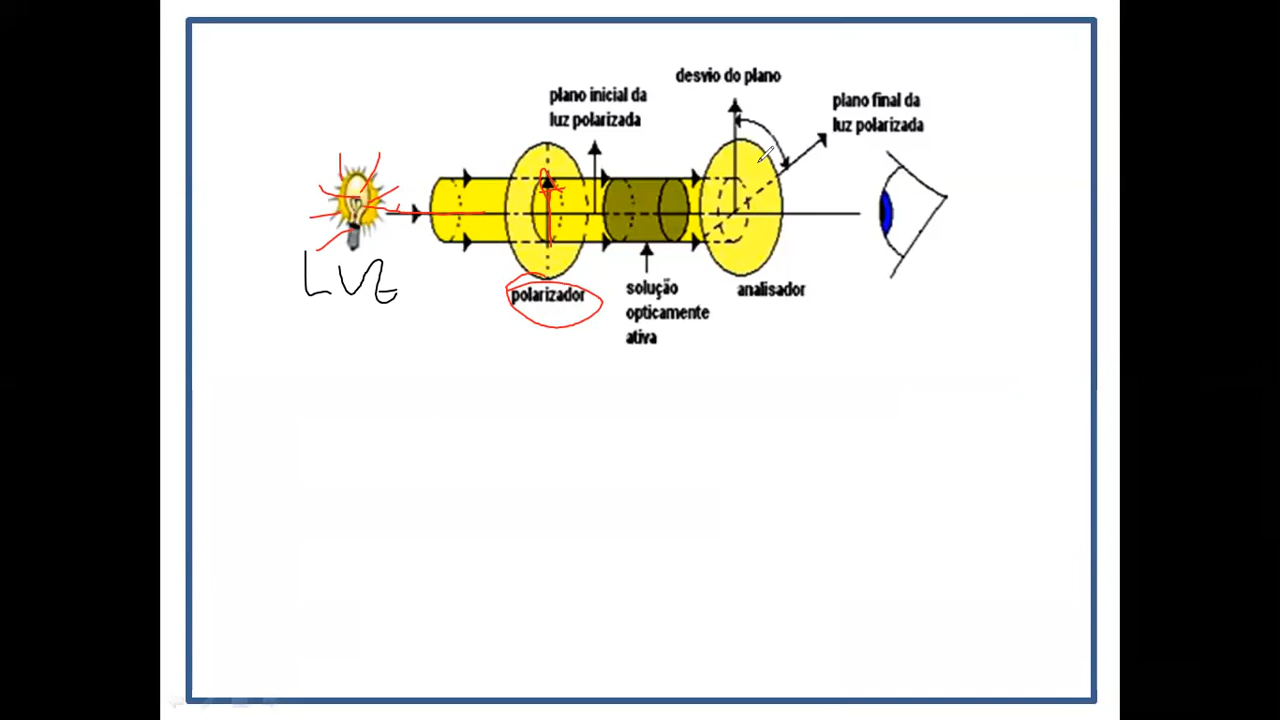 desvio do plano
plano inicial da
luz polarizada
plano final da
luz polarizada
LUZ
polarizador
solução
opticamente
ativa
analisador